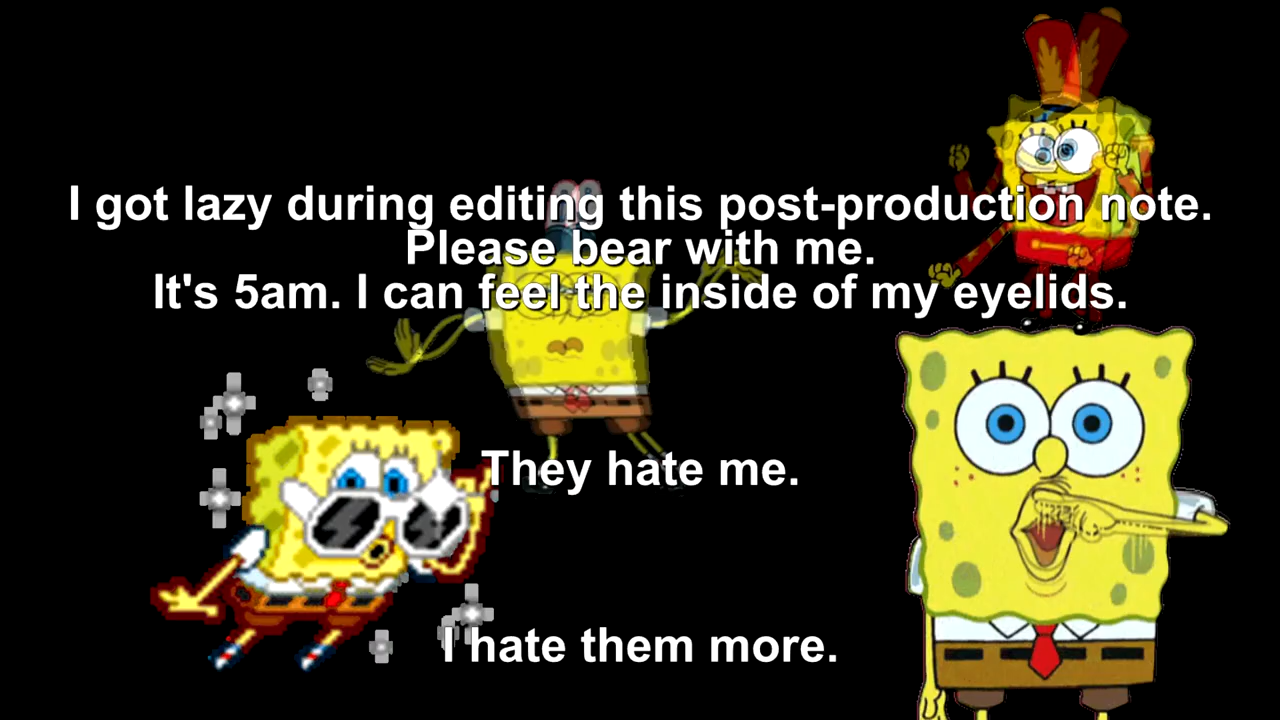 I got lazy during editing this post-production note.
Please bear with me.
It's 5am. I can feel the inside of my eyelids.
They hate me.
I hate them more.